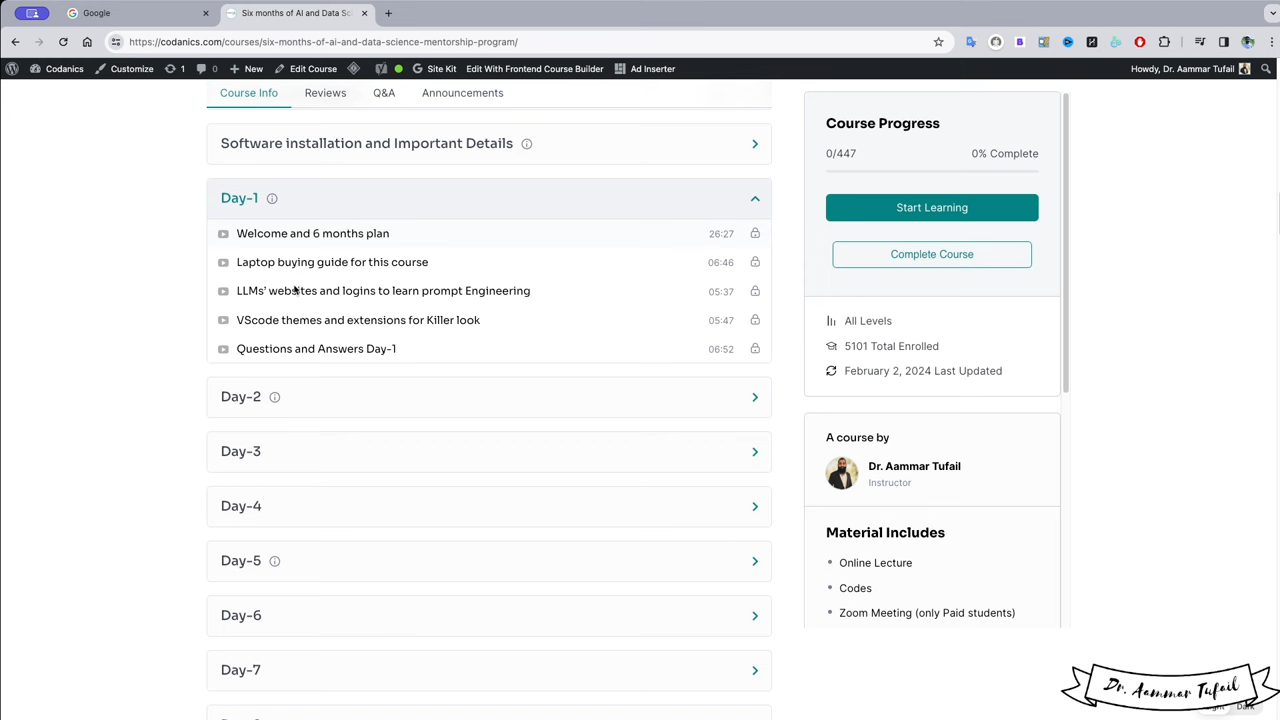 Google
Six months of AI and Data Sc
https://codanics.com/courses/six-months-of-ai-and-data-science-mentorship-program/
Codanics
Customize
1
0
New
Edit Course
Site Kit
Edit With Frontend Course Builder
Ad Inserter
Howdy, Dr. Aammar Tufail
Course Info
Reviews
Q&A
Announcements
Software installation and Important Details
Day-1
Welcome and 6 months plan 26:27
Laptop buying guide for this course 06:46
LLMs' websites and logins to learn prompt Engineering 05:37
VScode themes and extensions for Killer look 05:47
Questions and Answers Day-1 06:52
Day-2
Day-3
Day-4
Day-5
Day-6
Day-7
Course Progress
0/447 0% Complete
Start Learning
Complete Course
All Levels
5101 Total Enrolled
February 2, 2024 Last Updated
A course by
Dr. Aammar Tufail
Instructor
Material Includes
Online Lecture
Codes
Zoom Meeting (only Paid students)
Dr. Aammar Tufail
Dark